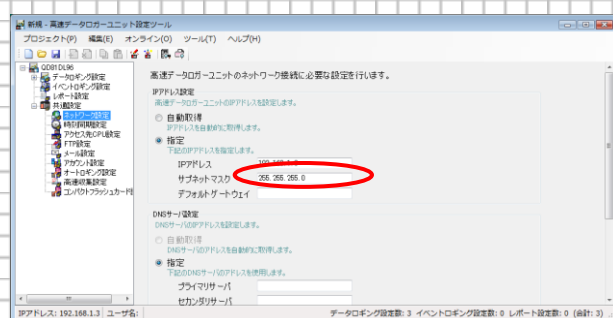 新規 - 高速データロガーユニット設定ツール
プロジェクト(P) 編集(E) オンライン(O) ツール(T) ヘルプ(H)
QD81DL96
データロギング設定
イベントロギング設定
レポート設定
共通設定
ネットワーク設定
時刻同期設定
アクセス先CPU設定
FTP設定
メール設定
アカウント設定
オートロギング設定
高速収集設定
コンパクトフラッシュカード
高速データロガーユニットのネットワーク接続に必要な設定を行います。
IPアドレス設定
高速データロガーユニットのIPアドレスを設定します。
自動取得
IPアドレスを自動的に取得します。
指定
下記のIPアドレスを指定します。
IPアドレス
サブネットマスク 255.255.255.0
デフォルトゲートウェイ
DNSサーバ設定
DNSサーバのIPアドレスを設定します。
自動取得
DNSサーバのアドレスを自動的に取得します。
指定
下記のDNSサーバのアドレスを使用します。
プライマリサーバ
セカンダリサーバ
IPアドレス: 192.168.1.3 ユーザ名: データロギング設定数: 3 イベントロギング設定数: 0 レポート設定数: 0 (合計: 3)